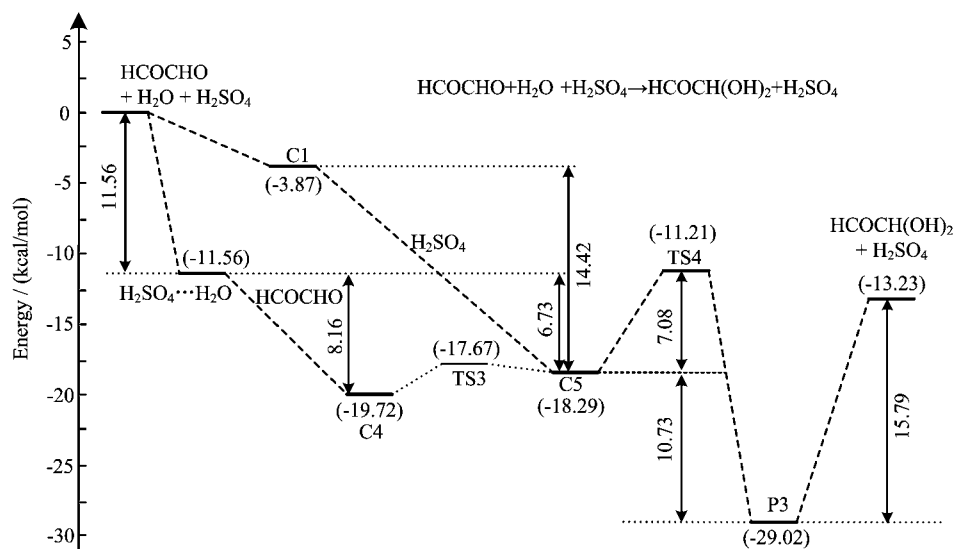 5
0
-5
-10
-15
-20
-25
-30
Energy / (kcal/mol)
HCOCHO
+ H₂O + H₂SO₄
HCOCHO+H₂O +H₂SO₄→HCOCH(OH)₂+H₂SO₄
11.56
C1
(-3.87)
H₂SO₄
14.42
(-11.56)
H₂SO₄···H₂O
HCOCHO
8.16
6.73
(-19.72)
C4
(-17.67)
TS3
C5
(-18.29)
(-11.21)
TS4
7.08
10.73
P3
(-29.02)
HCOCH(OH)₂
+ H₂SO₄
(-13.23)
15.79